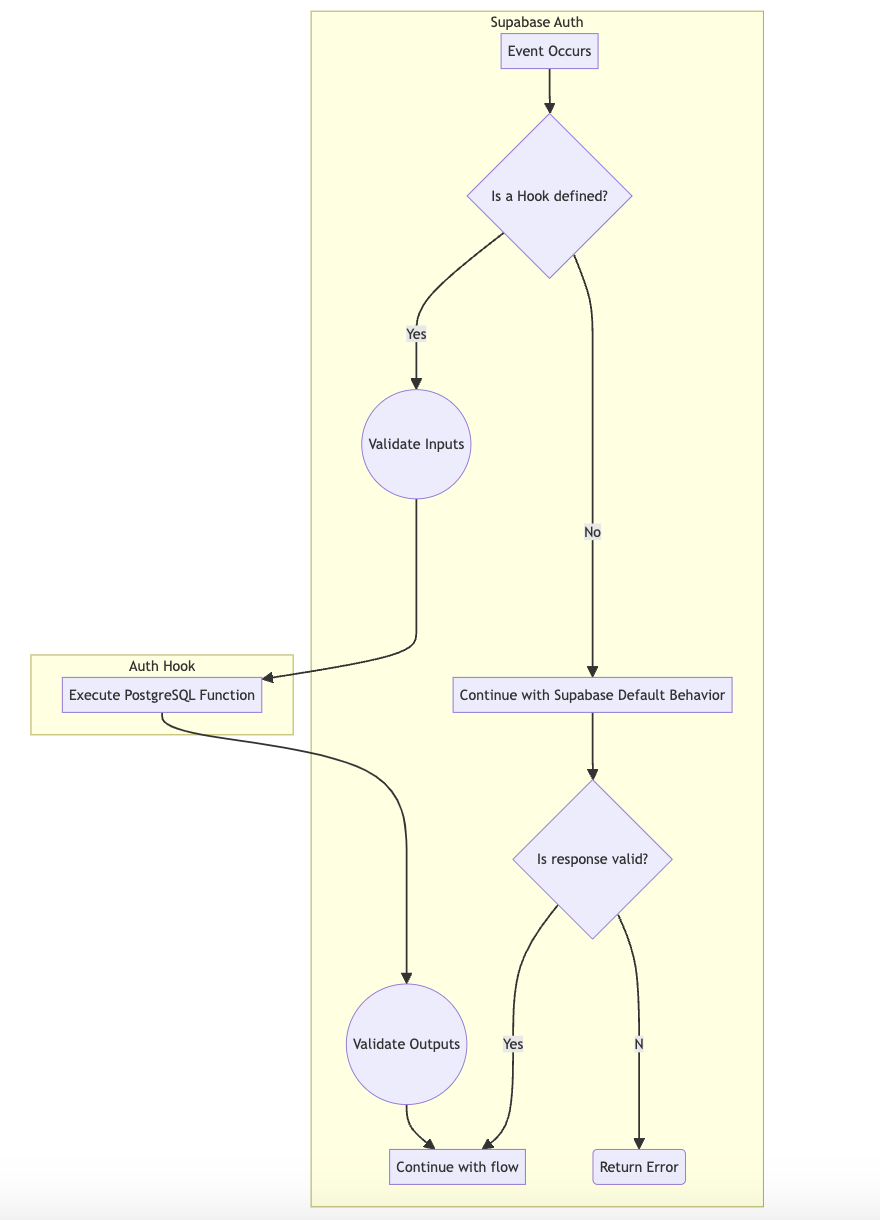 Supabase Auth
Event Occurs
Is a Hook defined?
Yes
Validate Inputs
No
Auth Hook
Execute PostgreSQL Function
Continue with Supabase Default Behavior
Is response valid?
Validate Outputs
Yes
N
Continue with flow
Return Error